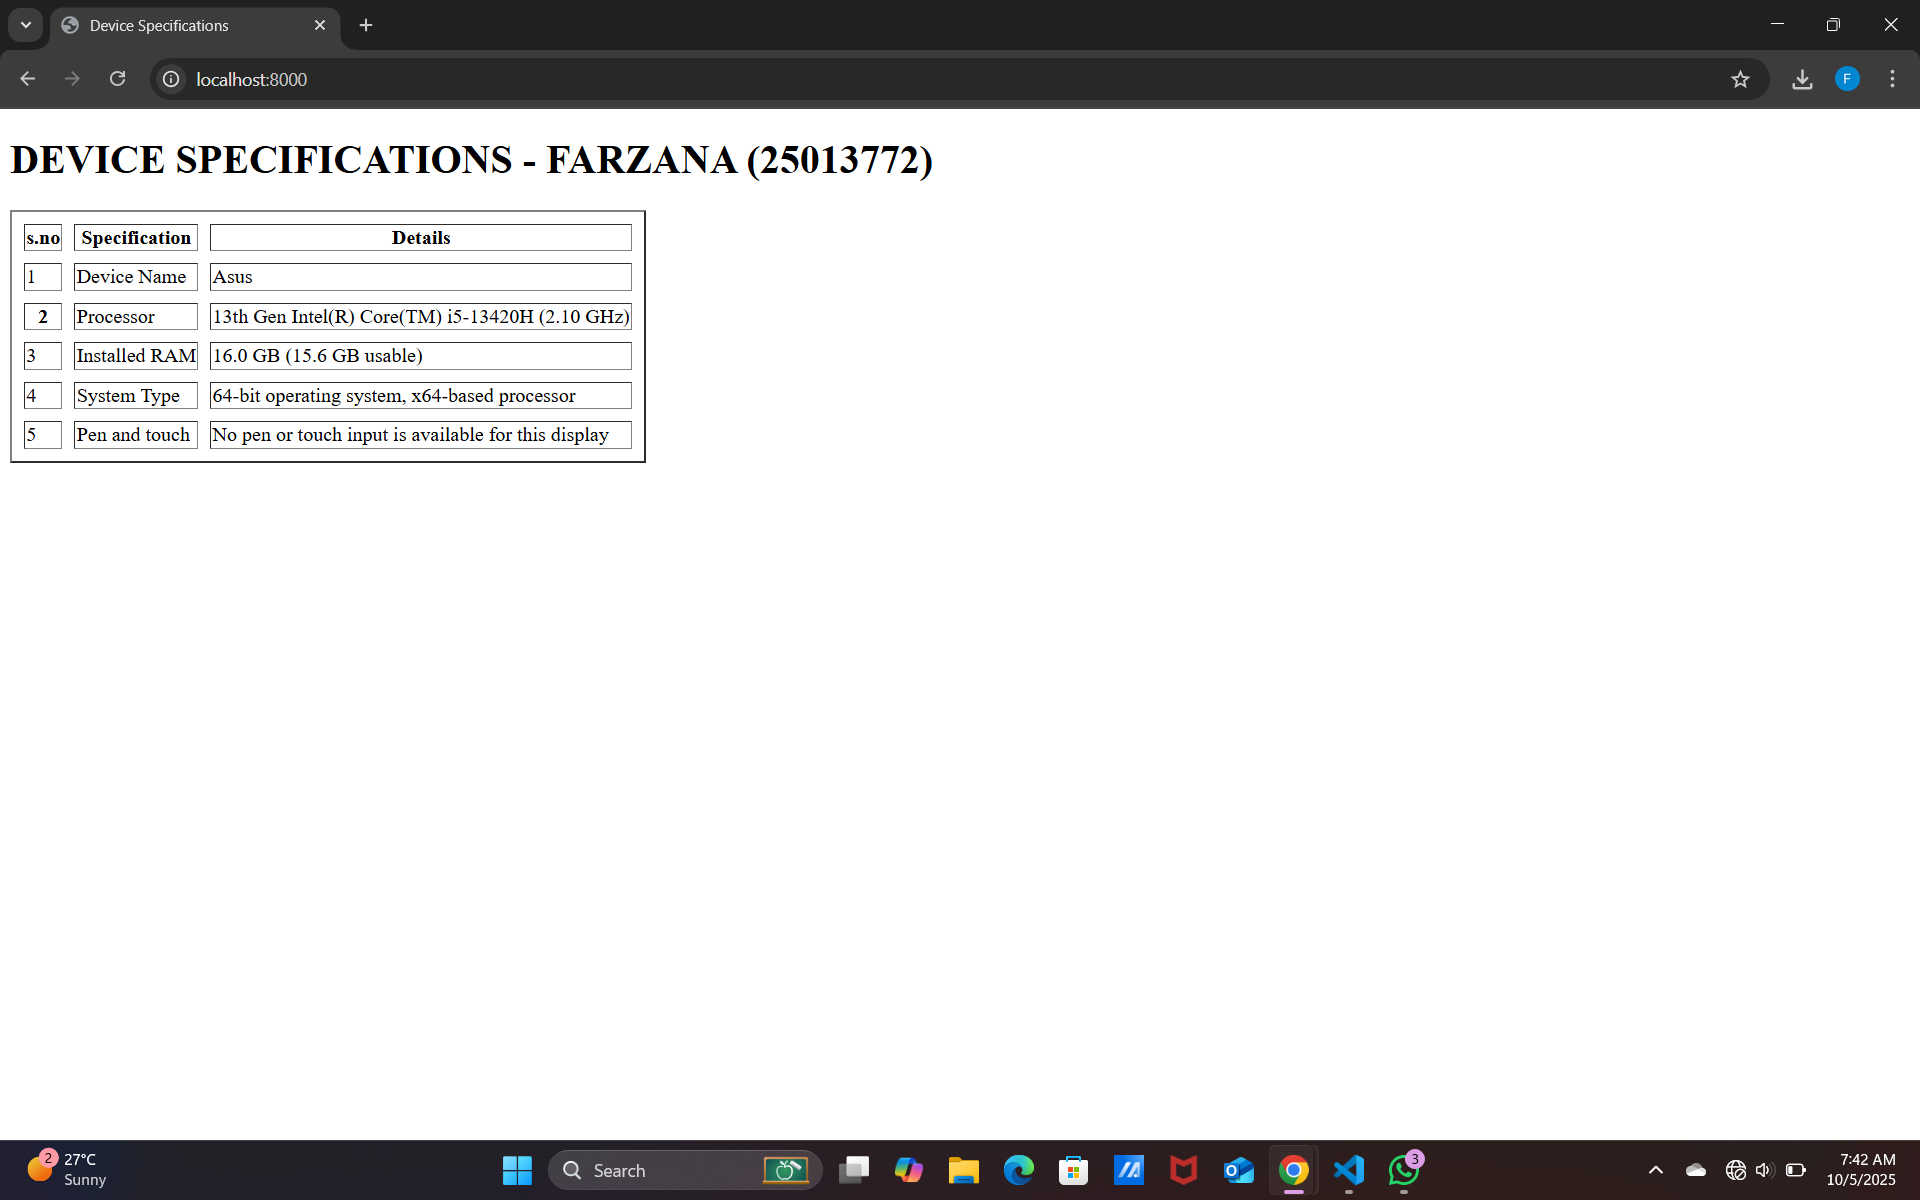 Device Specifications
localhost:8000
F
DEVICE SPECIFICATIONS - FARZANA (25013772)
s.no Specification Details
1 Device Name Asus
2 Processor 13th Gen Intel(R) Core(TM) i5-13420H (2.10 GHz)
3 Installed RAM 16.0 GB (15.6 GB usable)
4 System Type 64-bit operating system, x64-based processor
5 Pen and touch No pen or touch input is available for this display
2
27°C
Sunny
Search
3
7:42 AM
10/5/2025